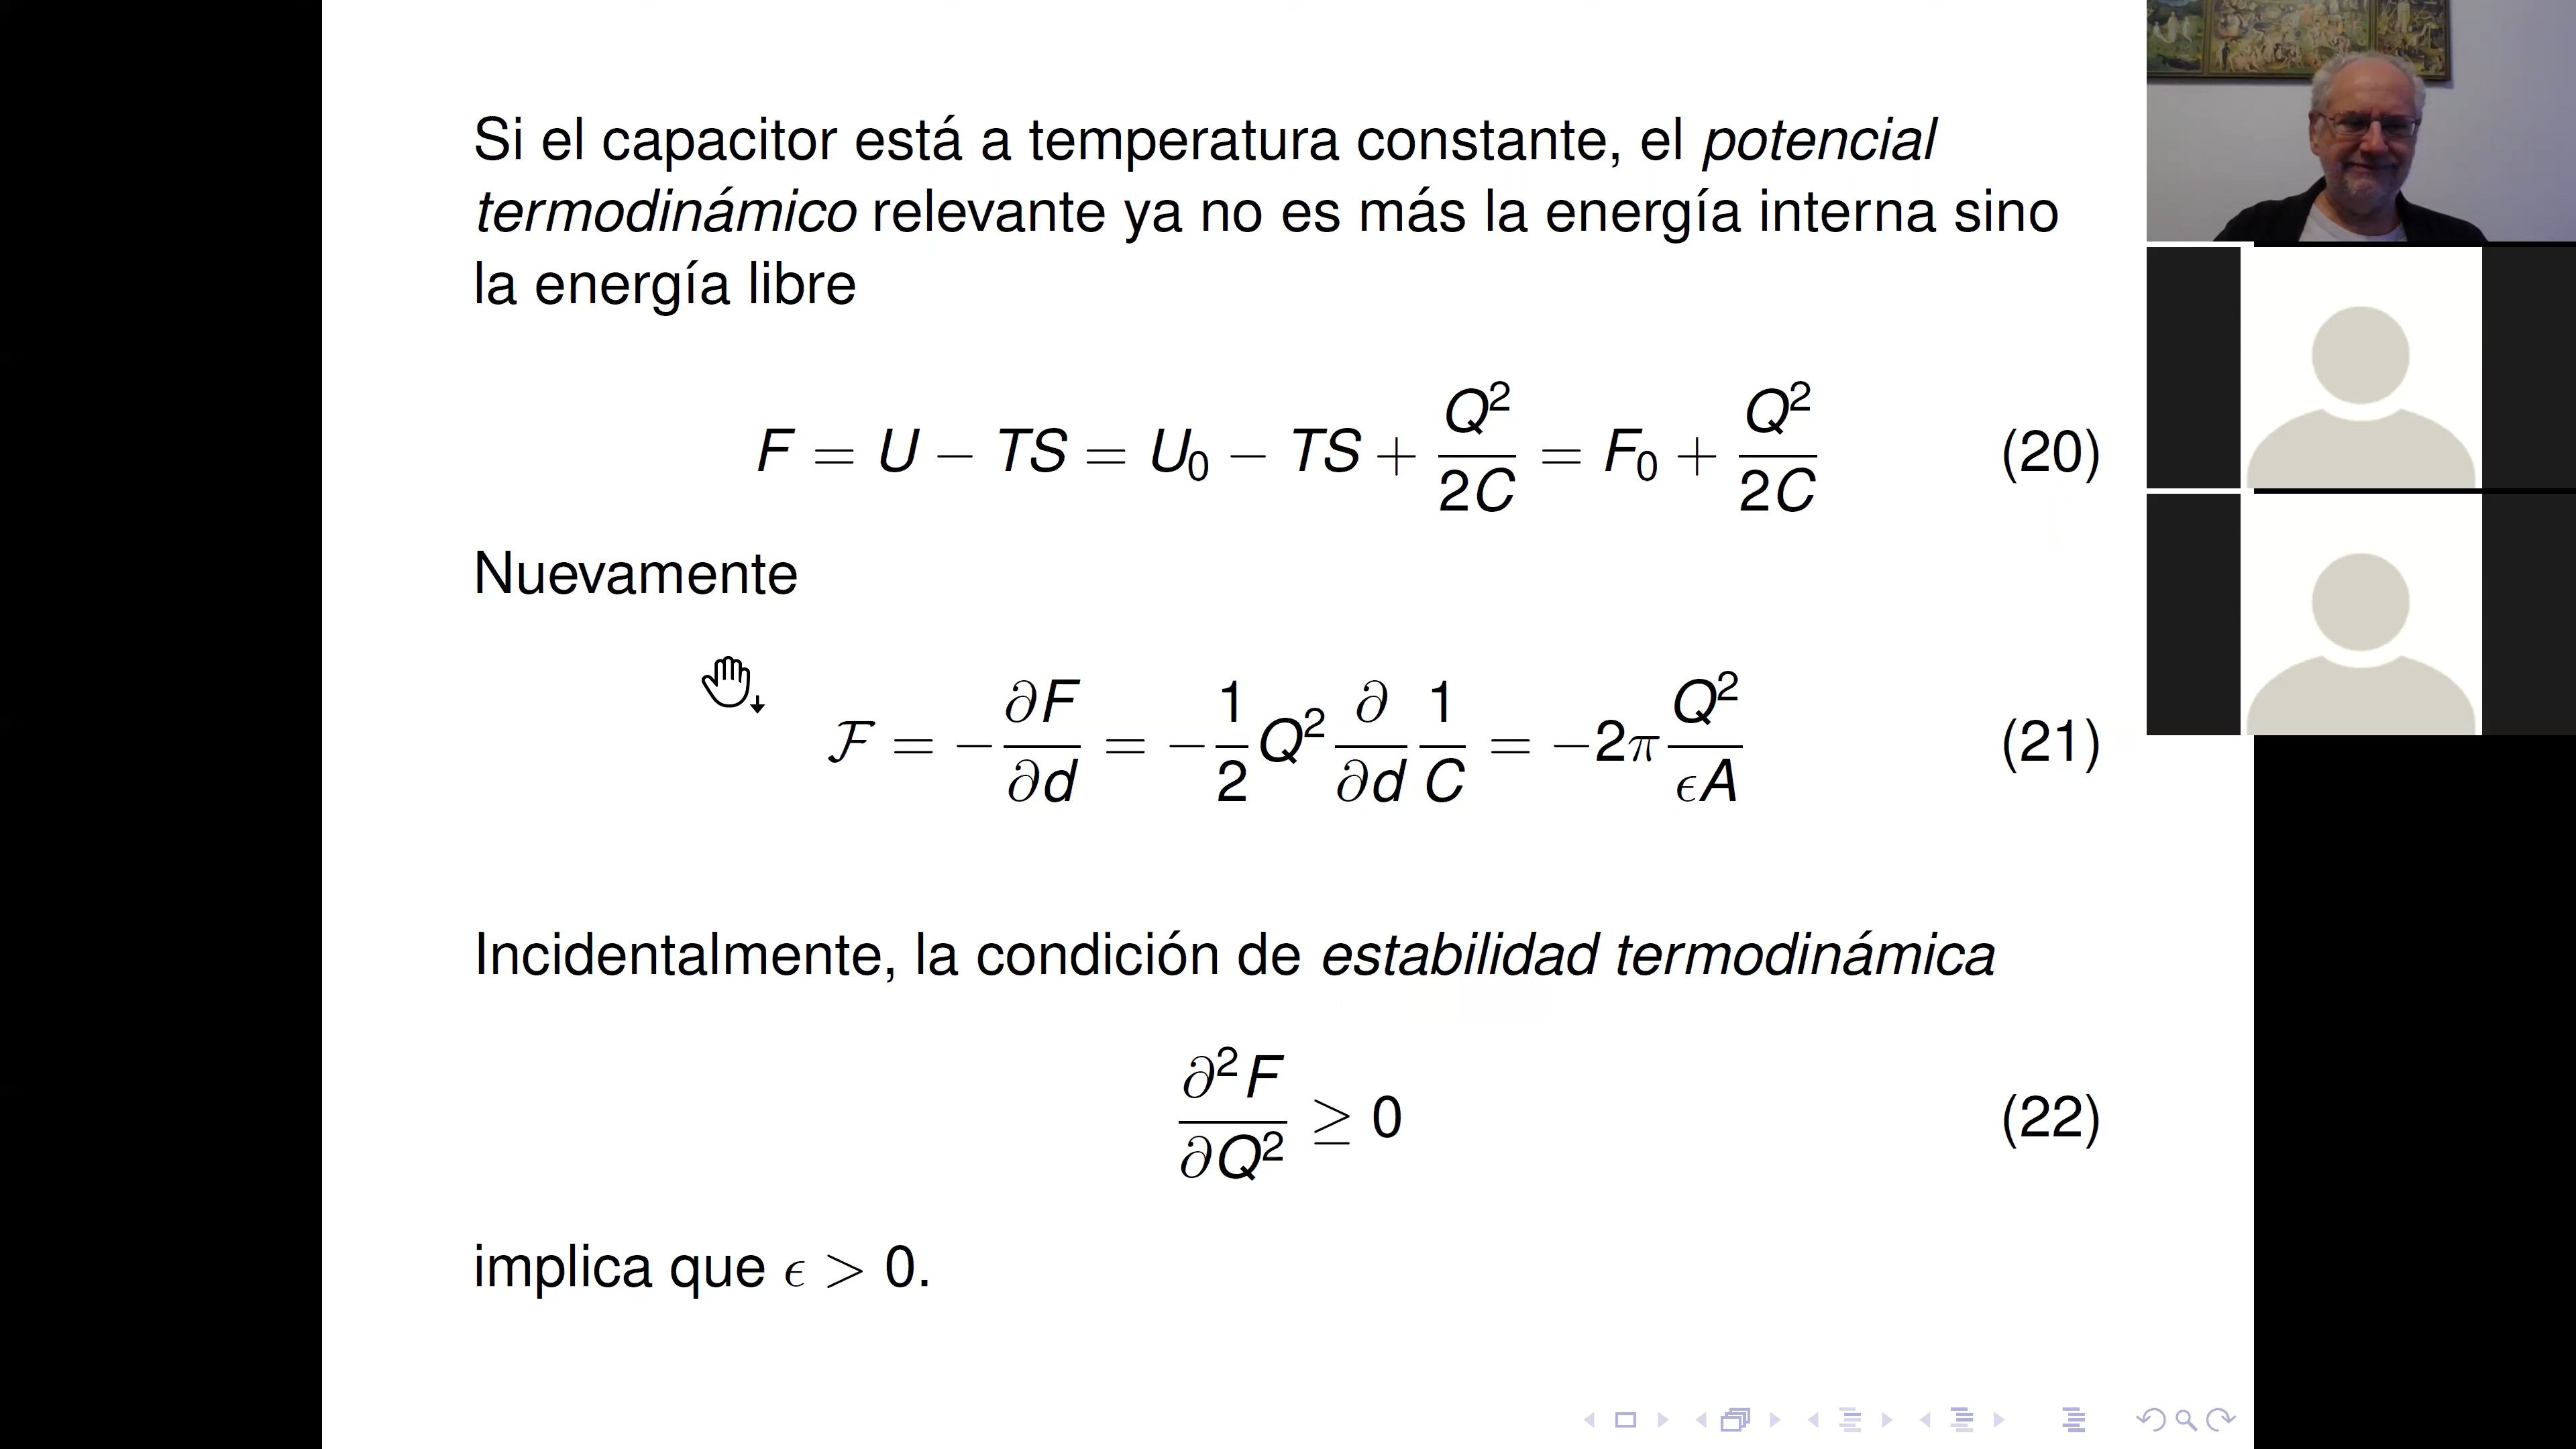 Si el capacitor está a temperatura constante, el potencial
termodinámico relevante ya no es más la energía interna sino
la energía libre
F = U − TS = U₀ − TS + Q²/2C = F₀ + Q²/2C (20)
Nuevamente
ℱ = −∂F/∂d = −1/2 Q² ∂/∂d 1/C = −2π Q²/ϵA (21)
Incidentalmente, la condición de estabilidad termodinámica
∂²F/∂Q² ≥ 0 (22)
implica que ϵ > 0.